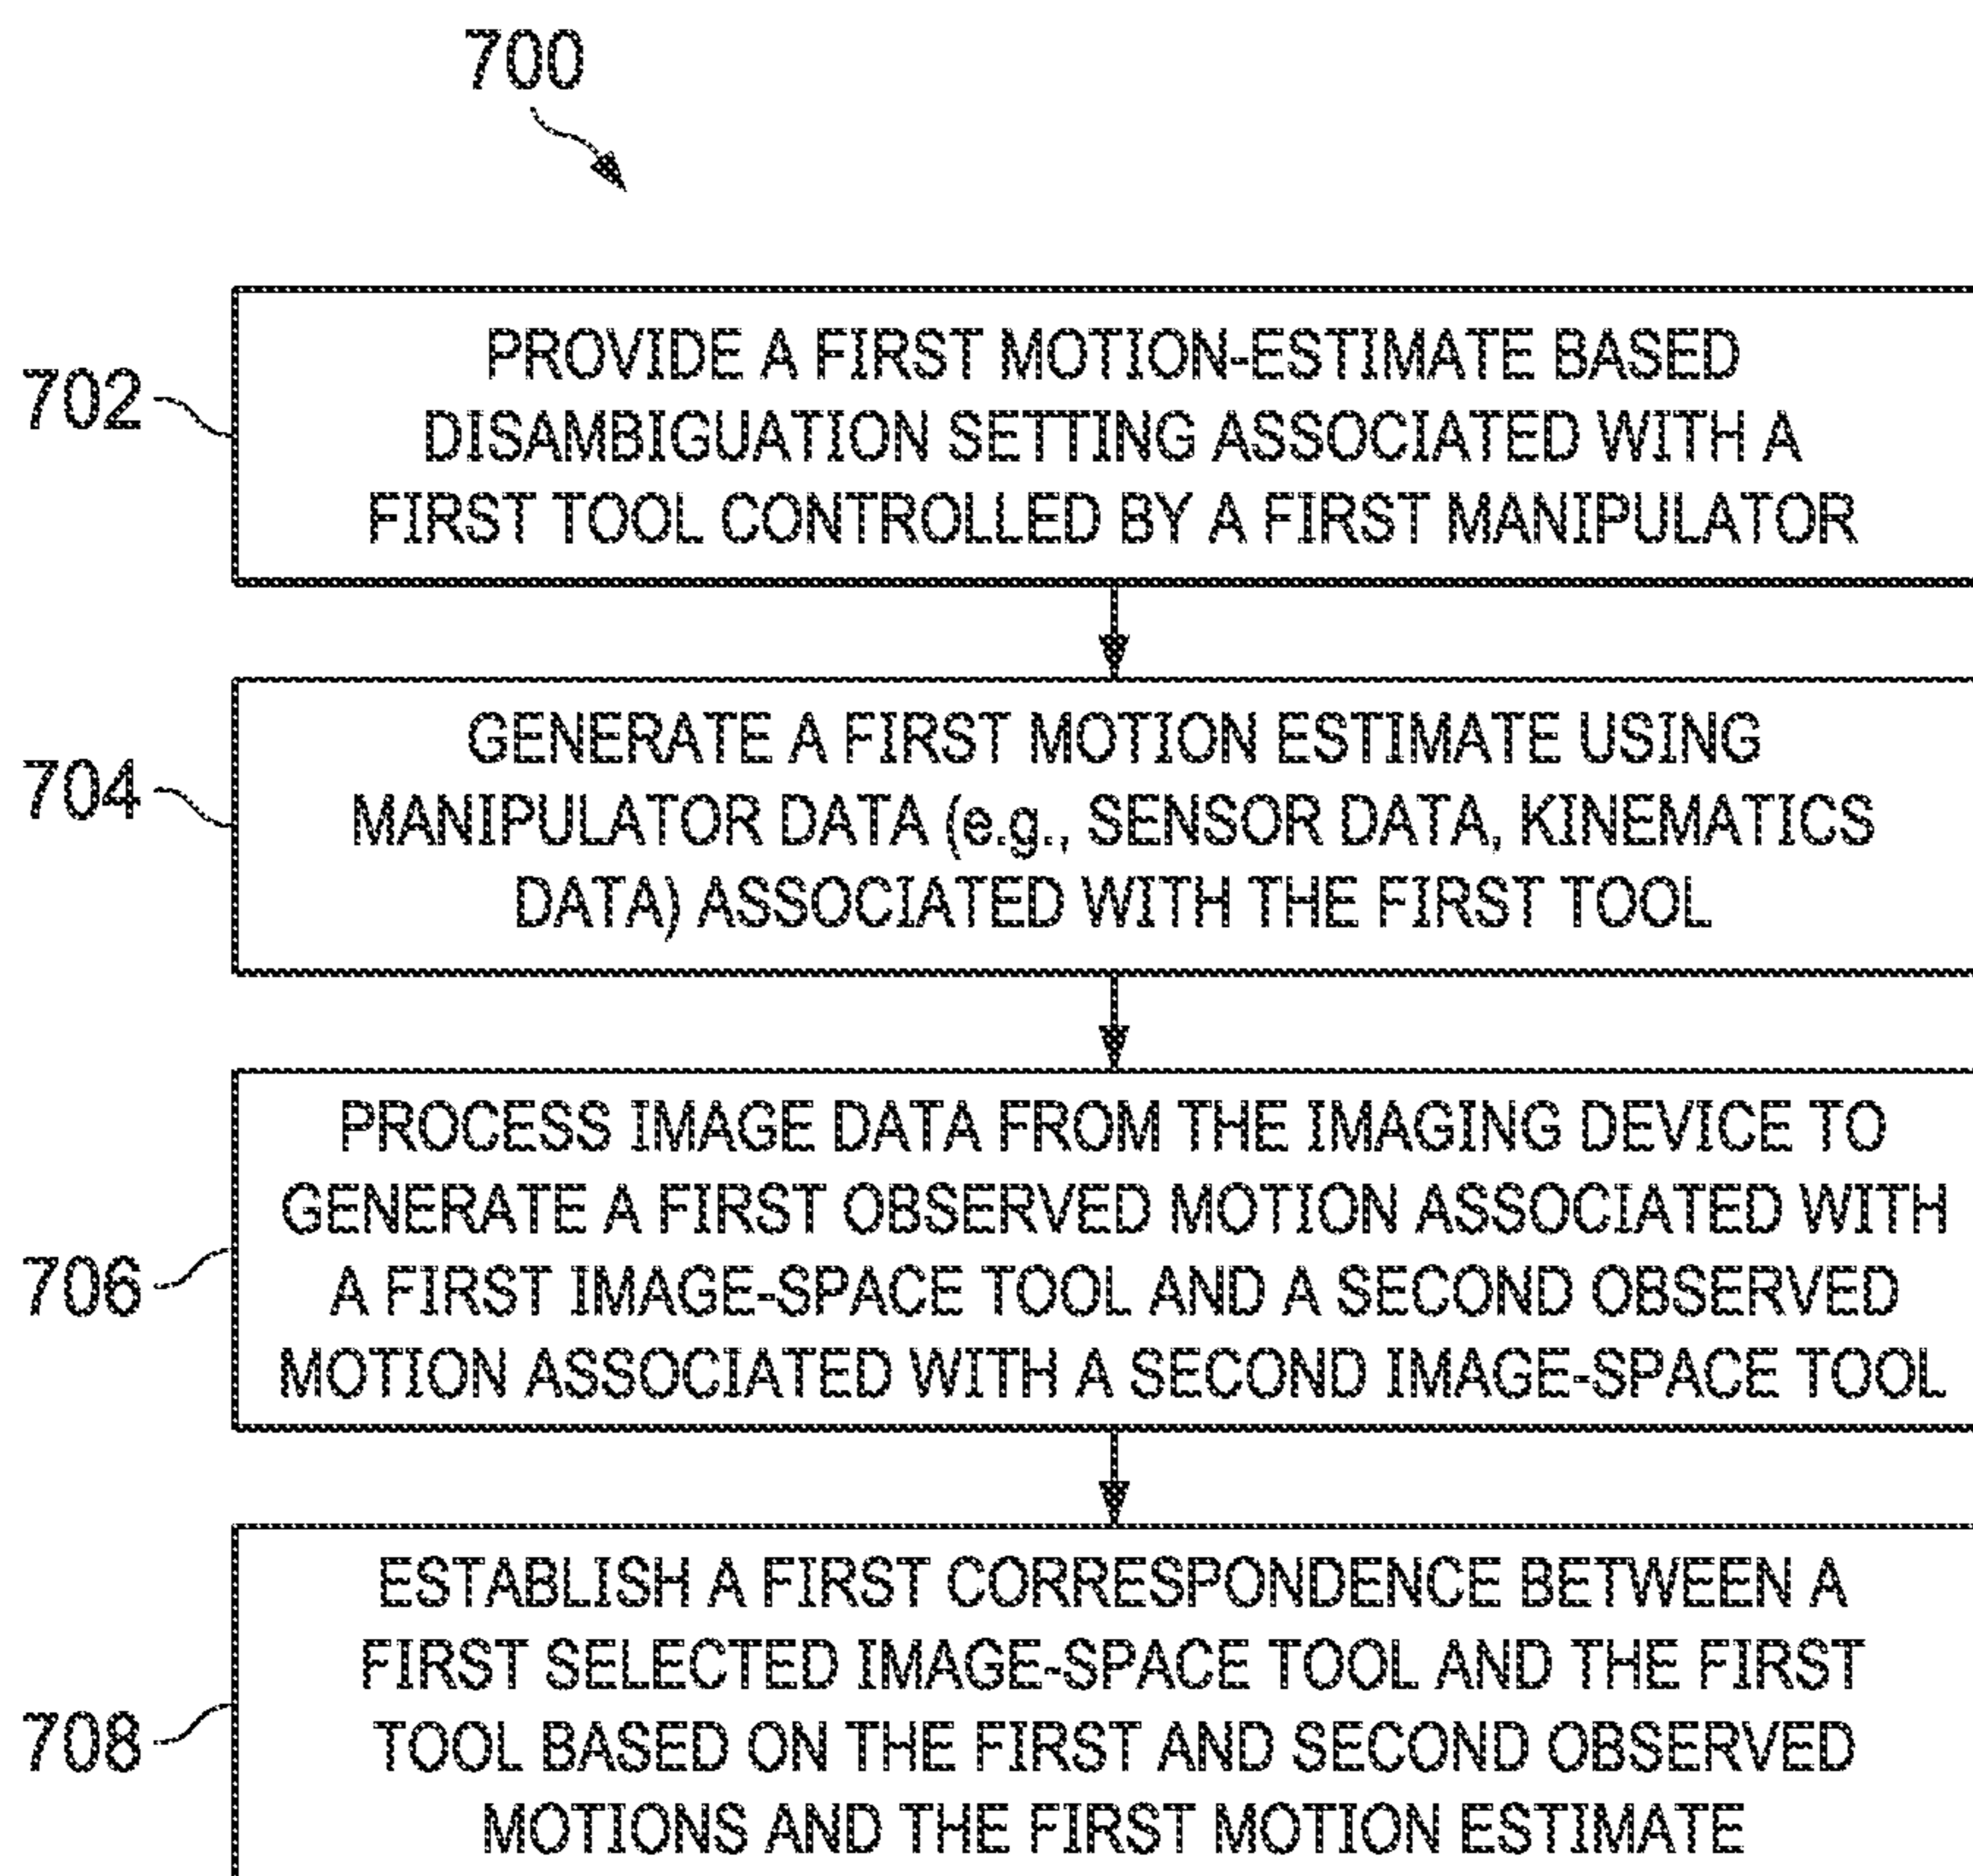 700
702
PROVIDE A FIRST MOTION-ESTIMATE BASED
DISAMBIGUATION SETTING ASSOCIATED WITH A
FIRST TOOL CONTROLLED BY A FIRST MANIPULATOR
704
GENERATE A FIRST MOTION ESTIMATE USING
MANIPULATOR DATA (e.g., SENSOR DATA, KINEMATICS
DATA) ASSOCIATED WITH THE FIRST TOOL
706
PROCESS IMAGE DATA FROM THE IMAGING DEVICE TO
GENERATE A FIRST OBSERVED MOTION ASSOCIATED WITH
A FIRST IMAGE-SPACE TOOL AND A SECOND OBSERVED
MOTION ASSOCIATED WITH A SECOND IMAGE-SPACE TOOL
708
ESTABLISH A FIRST CORRESPONDENCE BETWEEN A
FIRST SELECTED IMAGE-SPACE TOOL AND THE FIRST
TOOL BASED ON THE FIRST AND SECOND OBSERVED
MOTIONS AND THE FIRST MOTION ESTIMATE